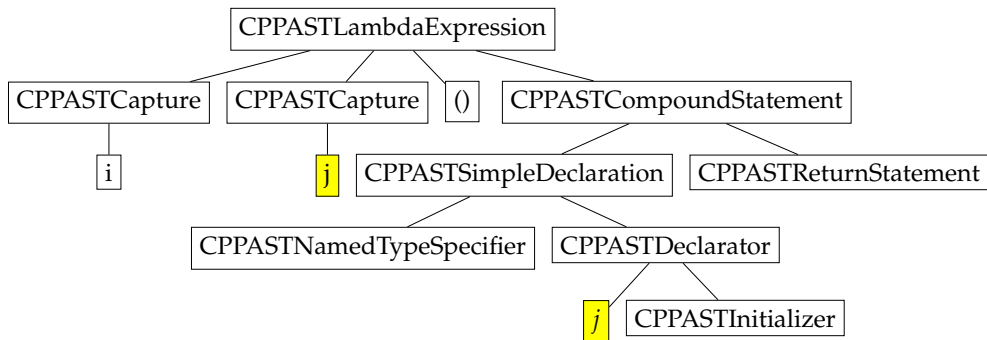 CPPASTLambdaExpression
CPPASTCapture CPPASTCapture () CPPASTCompoundStatement
i j CPPASTSimpleDeclaration CPPASTReturnStatement
CPPASTNamedTypeSpecifier CPPASTDeclarator
j CPPASTInitializer